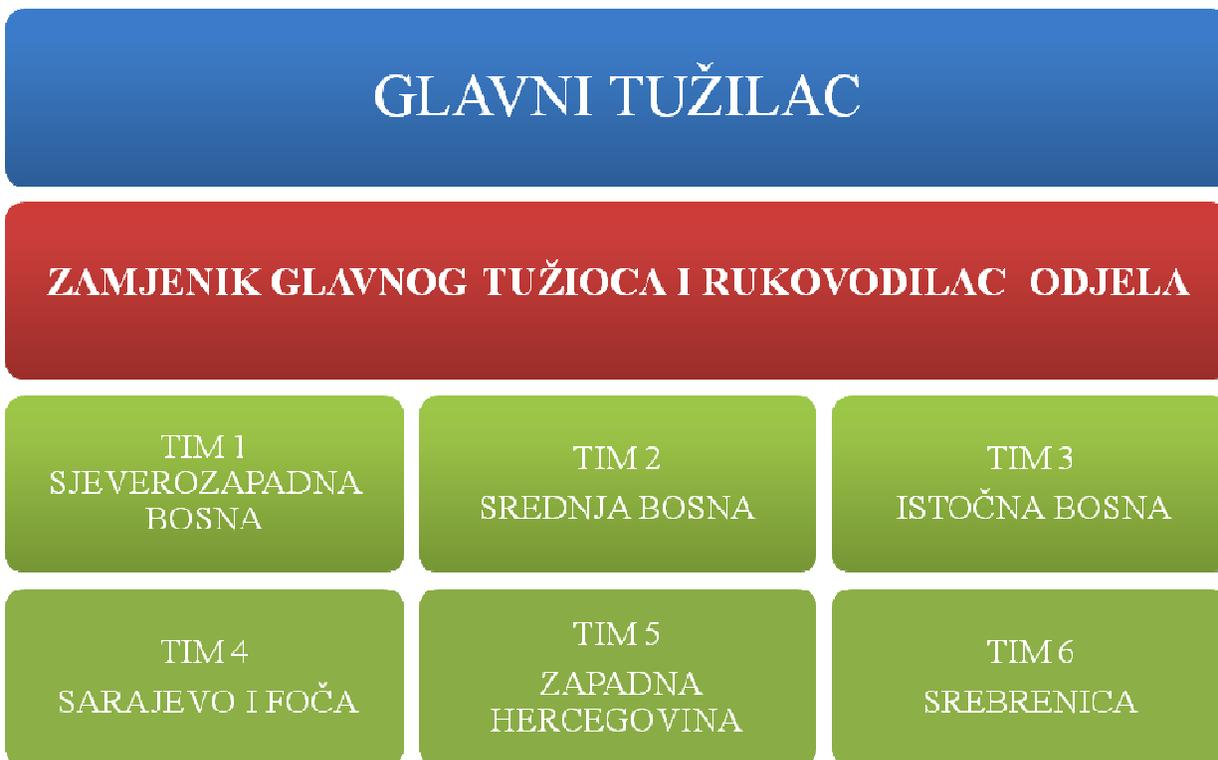 GLAVNI TUŽILAC
ZAMJENIK GLAVNOG TUŽIOCA I RUKOVODILAC ODJELA
TIM 1
SJEVEROZAPADNA
BOSNA
TIM 2
SREDNJA BOSNA
TIM 3
ISTOČNA BOSNA
TIM 4
SARAJEVO I FOČA
TIM 5
ZAPADNA
HERCEGOVINA
TIM 6
SREBRENICA